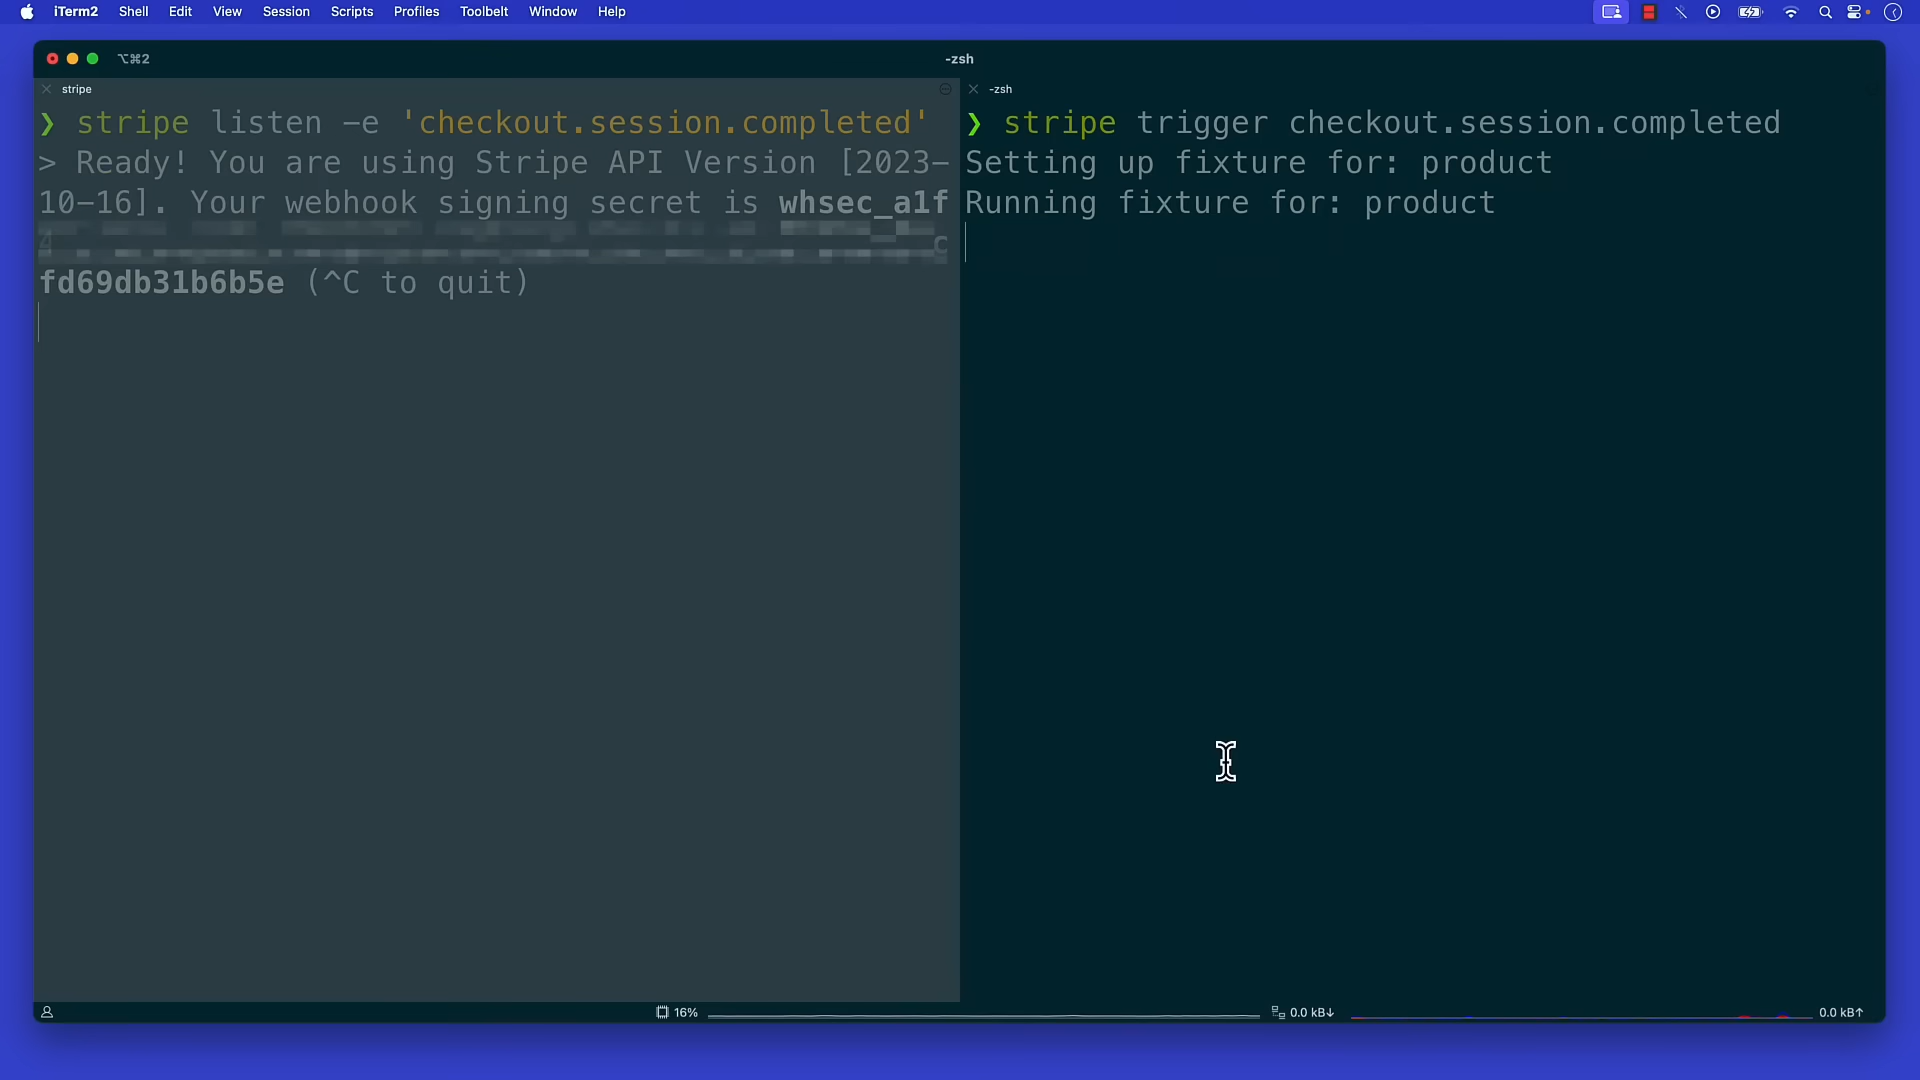 iTerm2 Shell Edit View Session Scripts Profiles Toolbelt Window Help
⌥⌘2
-zsh
stripe
❯ stripe listen -e 'checkout.session.completed'
> Ready! You are using Stripe API Version [2023-
10-16]. Your webhook signing secret is whsec_a1f
fd69db31b6b5e (^C to quit)
-zsh
❯ stripe trigger checkout.session.completed
Setting up fixture for: product
Running fixture for: product
16%
0.0 kB↓
0.0 kB↑